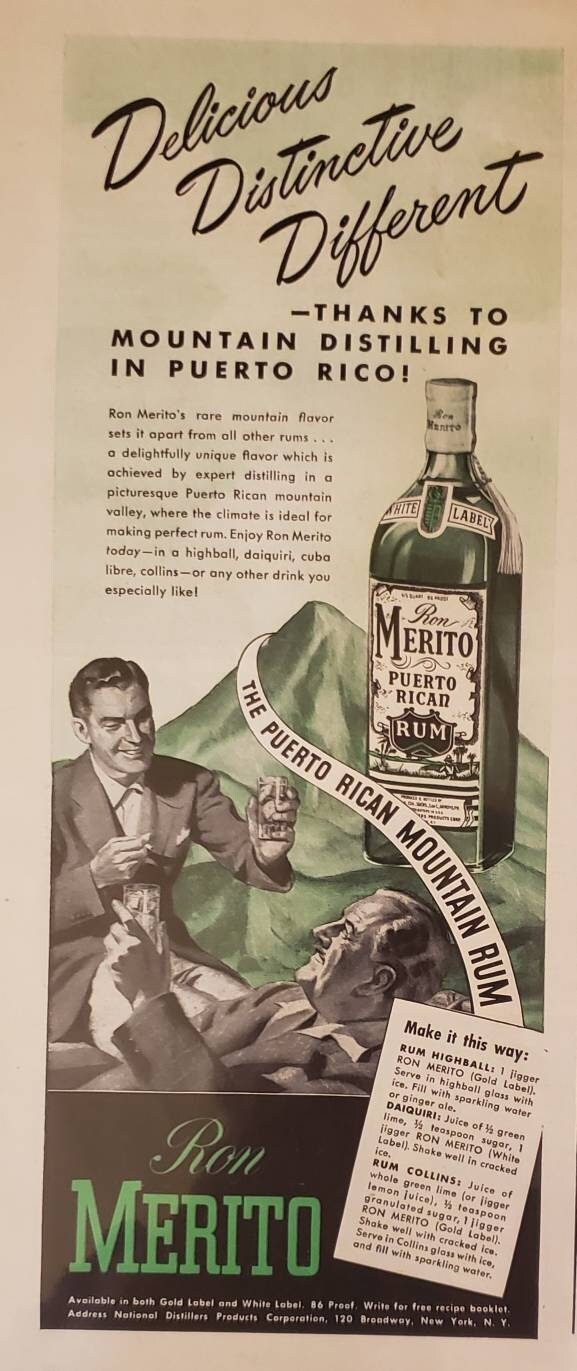 Delicious
Distinctive
Different
—THANKS TO
MOUNTAIN DISTILLING
IN PUERTO RICO!
Ron Merito's rare mountain flavor
sets it apart from all other rums . . .
a delightfully unique flavor which is
achieved by expert distilling in a
picturesque Puerto Rican mountain
valley, where the climate is ideal for
making perfect rum. Enjoy Ron Merito
today—in a highball, daiquiri, cuba
libre, collins—or any other drink you
especially like!
Ron
MERITO
WHITE LABEL
4/5 QUART 86 PROOF
Ron
MERITO
PUERTO
RICAN
RUM
THE PUERTO RICAN MOUNTAIN RUM
Make it this way:
RUM HIGHBALL: 1 jigger
RON MERITO (Gold Label).
Serve in highball glass with
ice. Fill with sparkling water
or ginger ale.
DAIQUIRI: Juice of ½ green
lime, ½ teaspoon sugar, 1
jigger RON MERITO (White
Label). Shake well in cracked
ice.
RUM COLLINS: Juice of
whole green lime (or jigger
lemon juice), ½ teaspoon
granulated sugar, 1 jigger
RON MERITO (Gold Label).
Shake well with cracked ice.
Serve in Collins glass with ice,
and fill with sparkling water.
Ron
MERITO
Available in both Gold Label and White Label. 86 Proof. Write for free recipe booklet.
Address National Distillers Products Corporation, 120 Broadway, New York, N. Y.